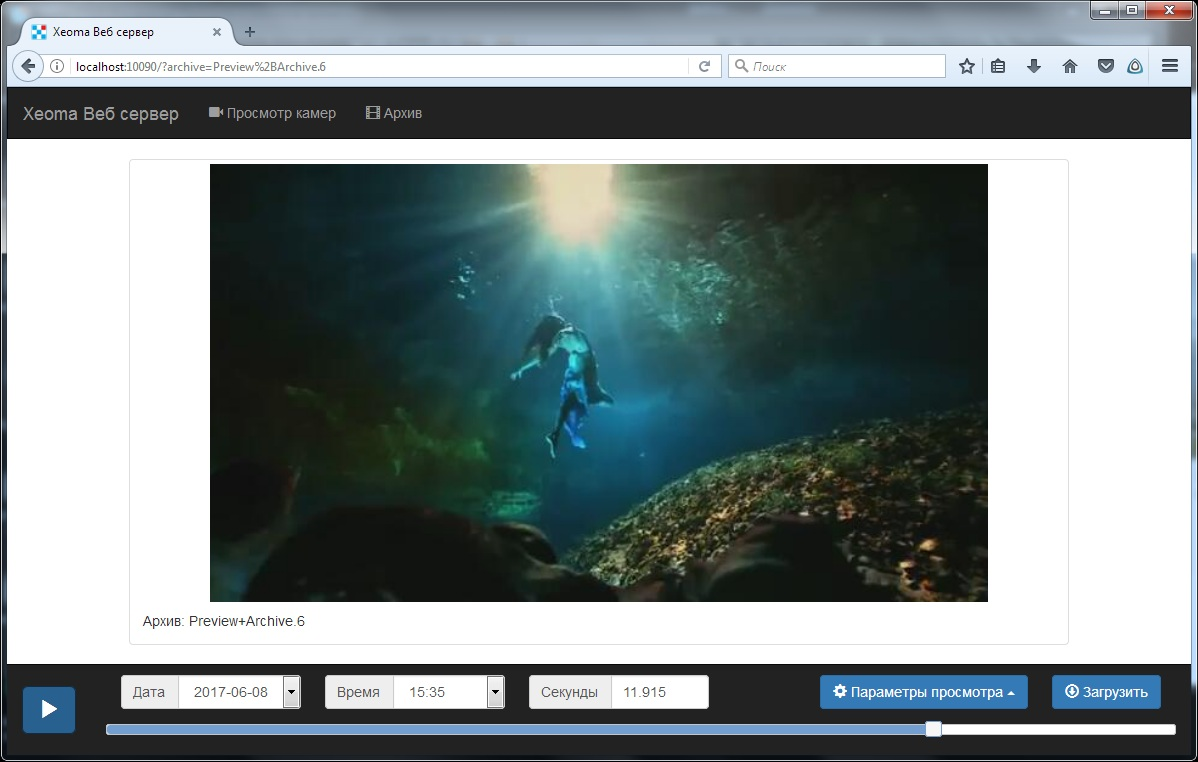 Xeoma Веб сервер
localhost:10090/?archive=Preview%2BArchive.6
Поиск
Xeoma Веб сервер Просмотр камер Архив
Архив: Preview+Archive.6
Дата 2017-06-08 Время 15:35 Секунды 11.915 Параметры просмотра Загрузить